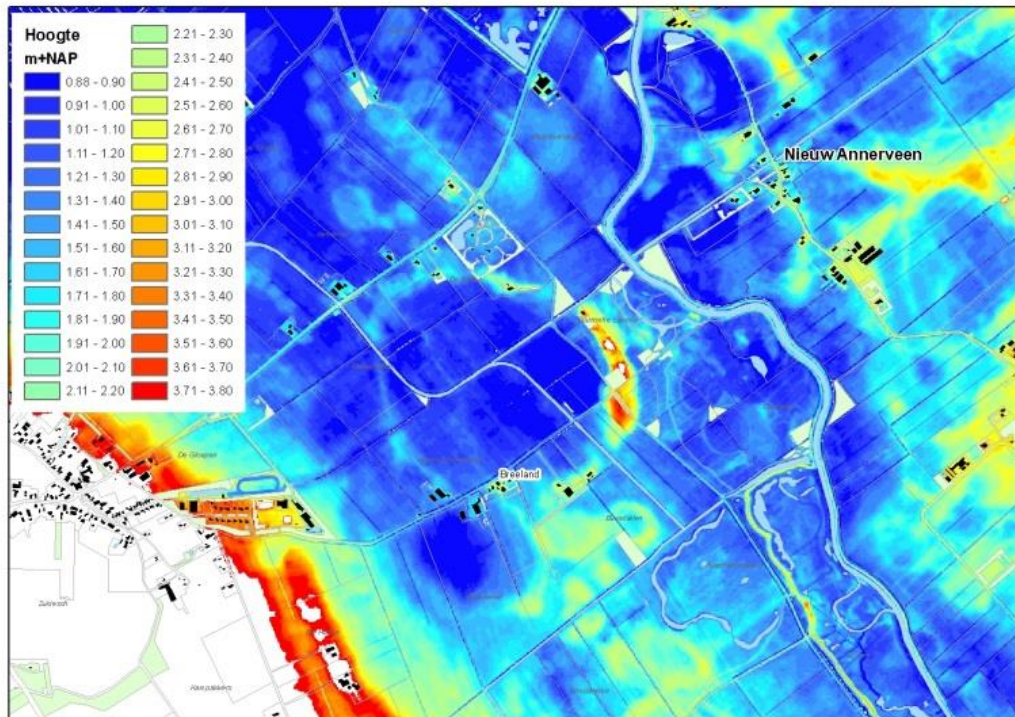 Hoogte
m+NAP
0.88 - 0.90
0.91 - 1.00
1.01 - 1.10
1.11 - 1.20
1.21 - 1.30
1.31 - 1.40
1.41 - 1.50
1.51 - 1.60
1.61 - 1.70
1.71 - 1.80
1.81 - 1.90
1.91 - 2.00
2.01 - 2.10
2.11 - 2.20
2.21 - 2.30
2.31 - 2.40
2.41 - 2.50
2.51 - 2.60
2.61 - 2.70
2.71 - 2.80
2.81 - 2.90
2.91 - 3.00
3.01 - 3.10
3.11 - 3.20
3.21 - 3.30
3.31 - 3.40
3.41 - 3.50
3.51 - 3.60
3.61 - 3.70
3.71 - 3.80
Nieuw Annerveen
Breeland